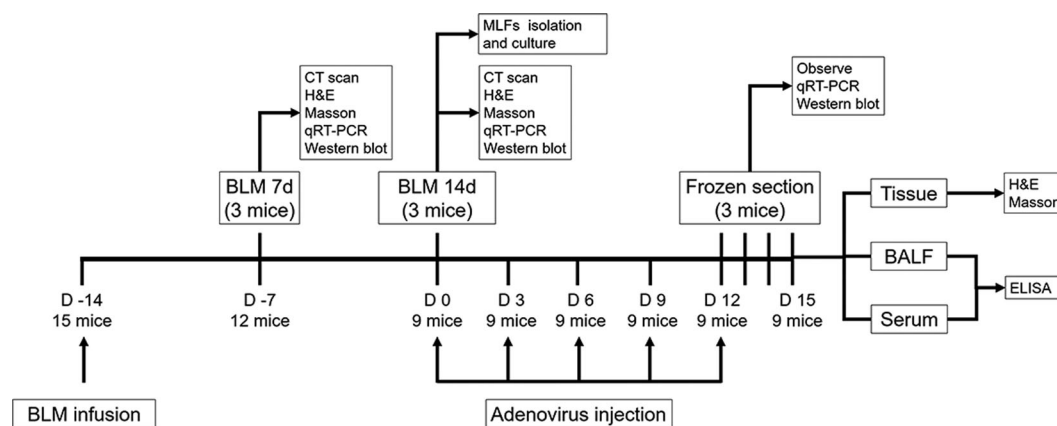 MLFs isolation
and culture
CT scan
H&E
Masson
qRT-PCR
Western blot
CT scan
H&E
Masson
qRT-PCR
Western blot
Observe
qRT-PCR
Western blot
BLM 7d
(3 mice)
BLM 14d
(3 mice)
Frozen section
(3 mice)
Tissue
H&E
Masson
BALF
ELISA
Serum
D -14
15 mice
D -7
12 mice
D 0
9 mice
D 3
9 mice
D 6
9 mice
D 9
9 mice
D 12
9 mice
D 15
9 mice
BLM infusion
Adenovirus injection